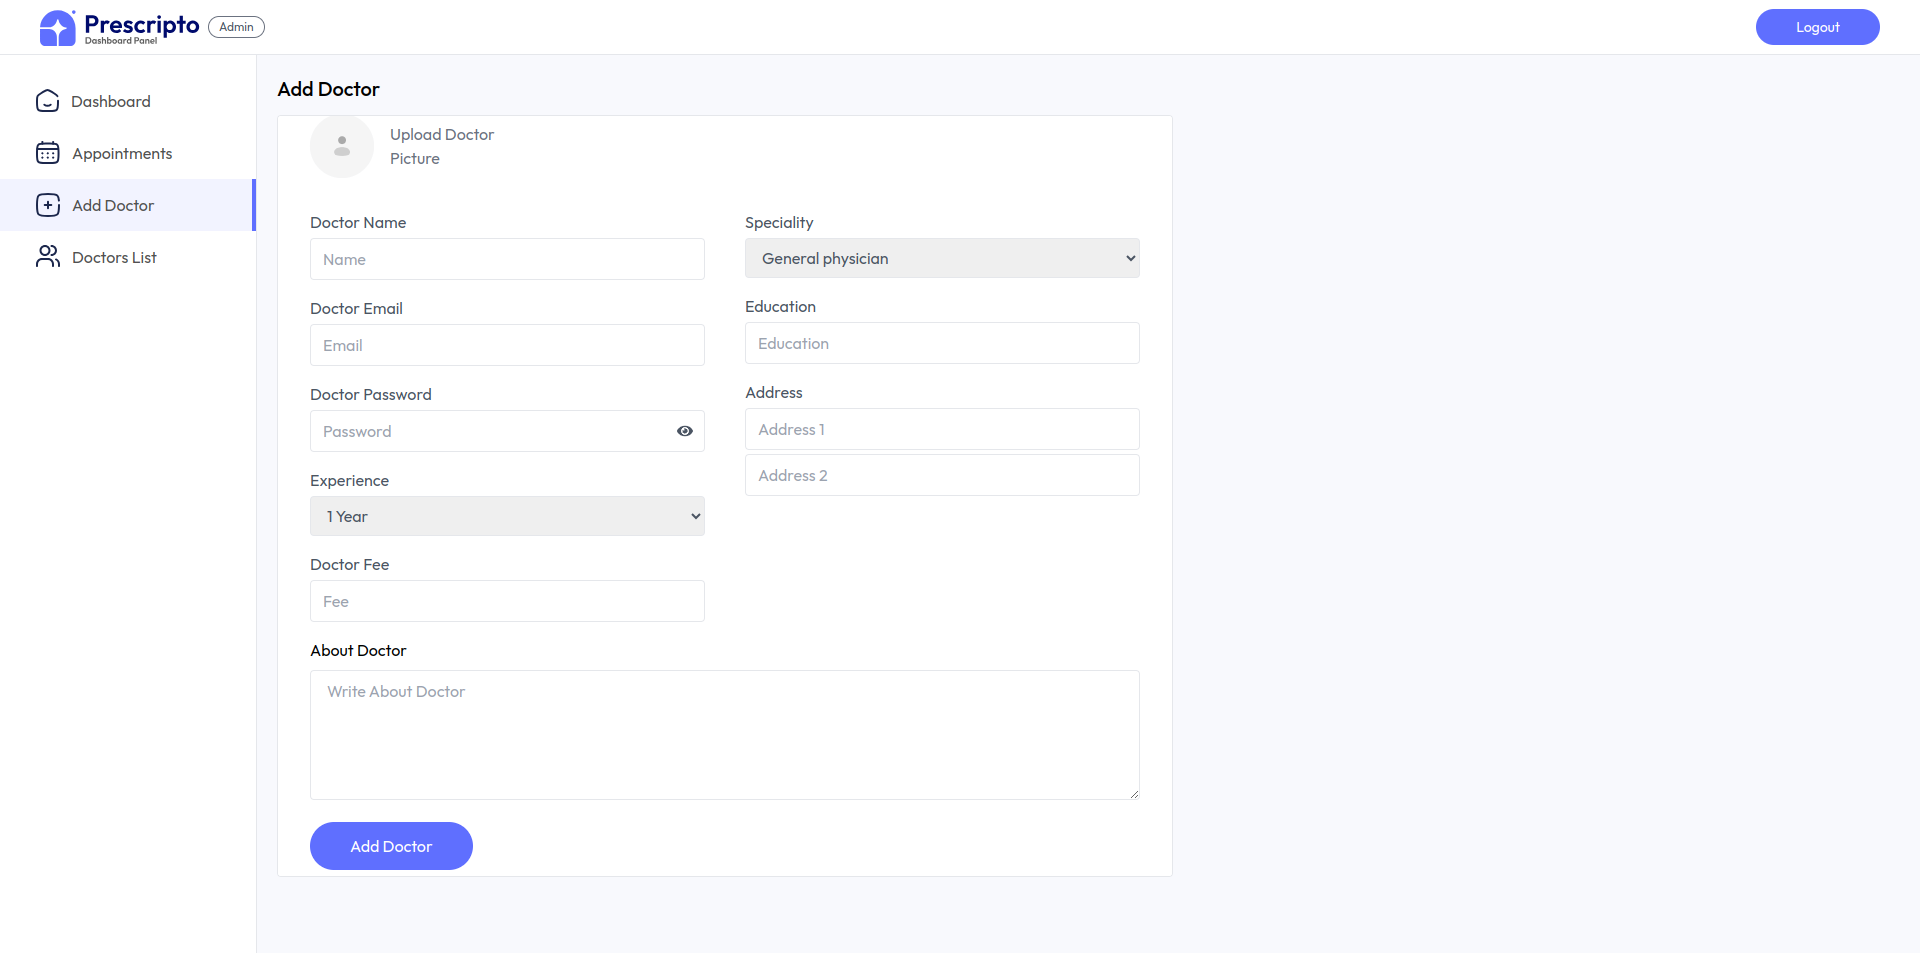 Prescripto
Dashboard Panel
Admin
Logout
Dashboard
Appointments
Add Doctor
Doctors List
Add Doctor
Upload Doctor
Picture
Doctor Name
Name
Doctor Email
Email
Doctor Password
Password
Experience
1 Year
Doctor Fee
Fee
Speciality
General physician
Education
Education
Address
Address 1
Address 2
About Doctor
Write About Doctor
Add Doctor